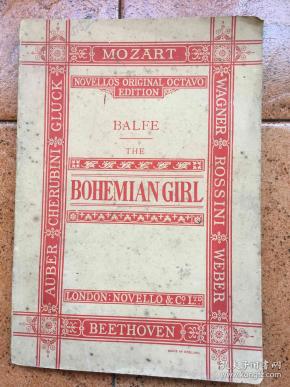 MOZART
NOVELLO'S ORIGINAL OCTAVO
EDITION
BALFE
THE
BOHEMIAN GIRL
LONDON: NOVELLO & CO. LTD
BEETHOVEN
AUBER CHERUBINI GLUCK
WAGNER ROSSINI WEBER